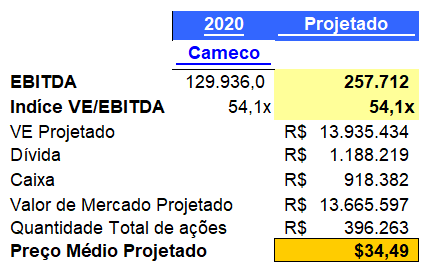 2020 Projetado
Cameco
EBITDA 129.936,0 257.712
Indíce VE/EBITDA 54,1x 54,1x
VE Projetado R$ 13.935.434
Dívida R$ 1.188.219
Caixa R$ 918.382
Valor de Mercado Projetado R$ 13.665.597
Quantidade Total de ações R$ 396.263
Preço Médio Projetado $34,49